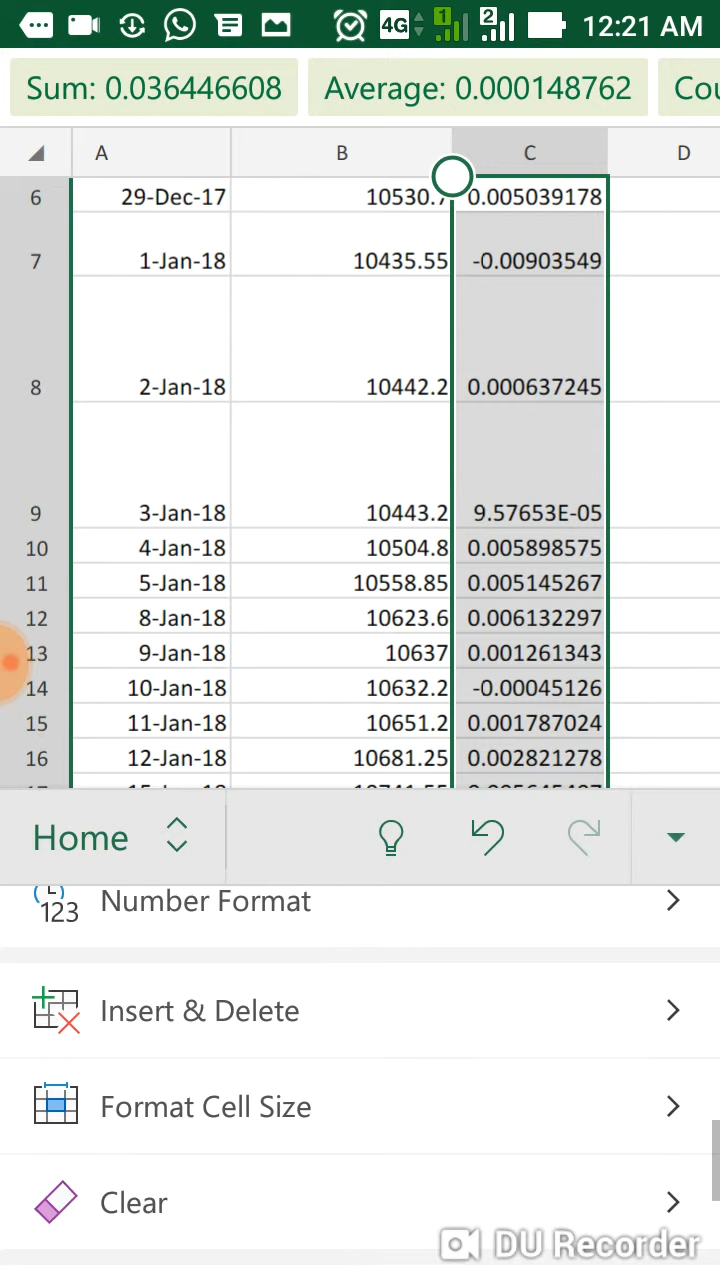 4G 1 2 12:21 AM
Sum: 0.036446608 Average: 0.000148762 Cou
A B C D
6 29-Dec-17 10530.7 0.005039178
7 1-Jan-18 10435.55 -0.00903549
8 2-Jan-18 10442.2 0.000637245
9 3-Jan-18 10443.2 9.57653E-05
10 4-Jan-18 10504.8 0.005898575
11 5-Jan-18 10558.85 0.005145267
12 8-Jan-18 10623.6 0.006132297
13 9-Jan-18 10637 0.001261343
14 10-Jan-18 10632.2 -0.00045126
15 11-Jan-18 10651.2 0.001787024
16 12-Jan-18 10681.25 0.002821278
Home
123 Number Format
Insert & Delete
Format Cell Size
Clear
DU Recorder